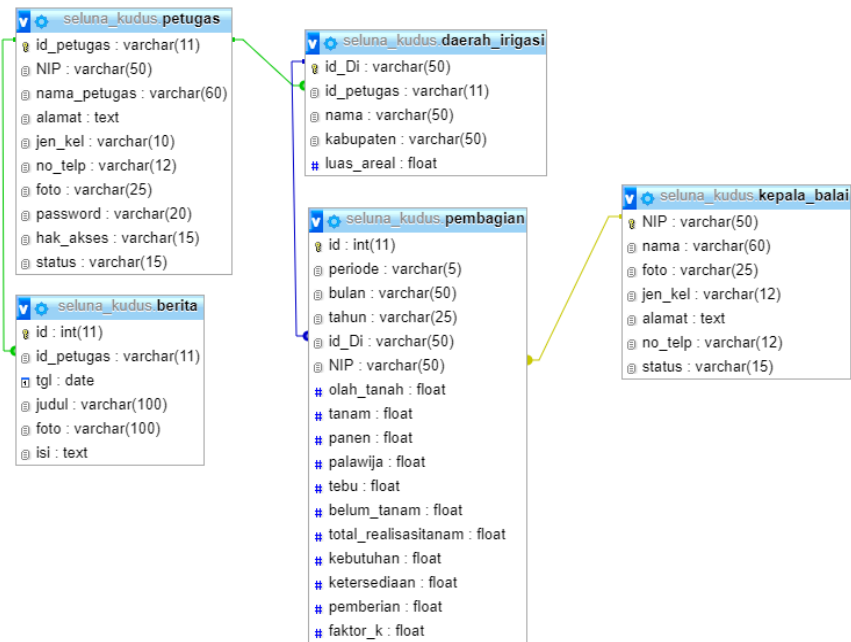 seluna_kudus petugas
id_petugas : varchar(11)
NIP : varchar(50)
nama_petugas : varchar(60)
alamat : text
jen_kel : varchar(10)
no_telp : varchar(12)
foto : varchar(25)
password : varchar(20)
hak_akses : varchar(15)
status : varchar(15)
seluna_kudus berita
id : int(11)
id_petugas : varchar(11)
tgl : date
judul : varchar(100)
foto : varchar(100)
isi : text
seluna_kudus daerah_irigasi
id_Di : varchar(50)
id_petugas : varchar(11)
nama : varchar(50)
kabupaten : varchar(50)
# luas_areal : float
seluna_kudus pembagian
id : int(11)
periode : varchar(5)
bulan : varchar(50)
tahun : varchar(25)
id_Di : varchar(50)
NIP : varchar(50)
# olah_tanah : float
# tanam : float
# panen : float
# palawija : float
# tebu : float
# belum_tanam : float
# total_realisasitanam : float
# kebutuhan : float
# ketersediaan : float
# pemberian : float
# faktor_k : float
seluna_kudus kepala_balai
NIP : varchar(50)
nama : varchar(60)
foto : varchar(25)
jen_kel : varchar(12)
alamat : text
no_telp : varchar(12)
status : varchar(15)